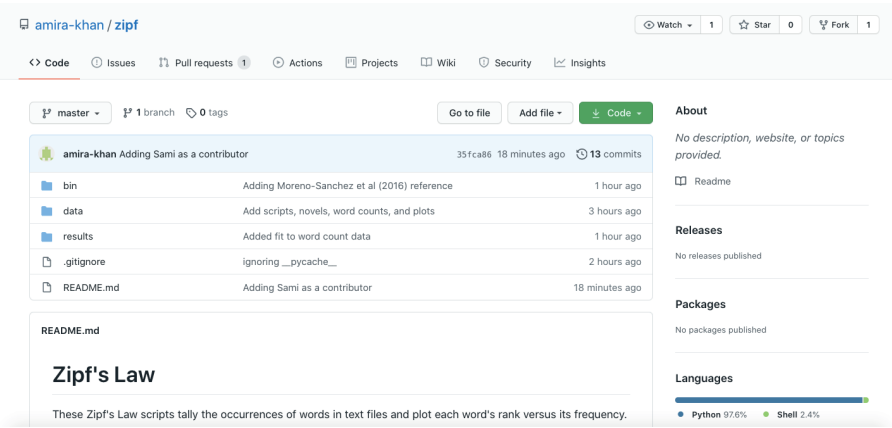 amira-khan / zipf
Watch 1 Star 0 Fork 1
Code Issues Pull requests 1 Actions Projects Wiki Security Insights
master 1 branch 0 tags Go to file Add file Code
amira-khan Adding Sami as a contributor 35fca86 18 minutes ago 13 commits
bin Adding Moreno-Sanchez et al (2016) reference 1 hour ago
data Add scripts, novels, word counts, and plots 3 hours ago
results Added fit to word count data 1 hour ago
.gitignore ignoring __pycache__ 2 hours ago
README.md Adding Sami as a contributor 18 minutes ago
README.md
Zipf's Law
These Zipf's Law scripts tally the occurrences of words in text files and plot each word's rank versus its frequency.
About
No description, website, or topics
provided.
Readme
Releases
No releases published
Packages
No packages published
Languages
Python 97.6% Shell 2.4%